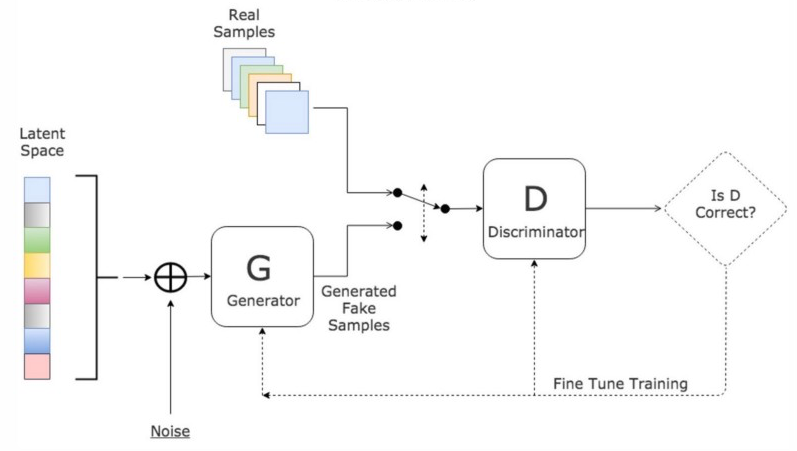 Real
Samples
Latent
Space
D
Discriminator
Is D
Correct?
G
Generator
Generated
Fake
Samples
Fine Tune Training
Noise